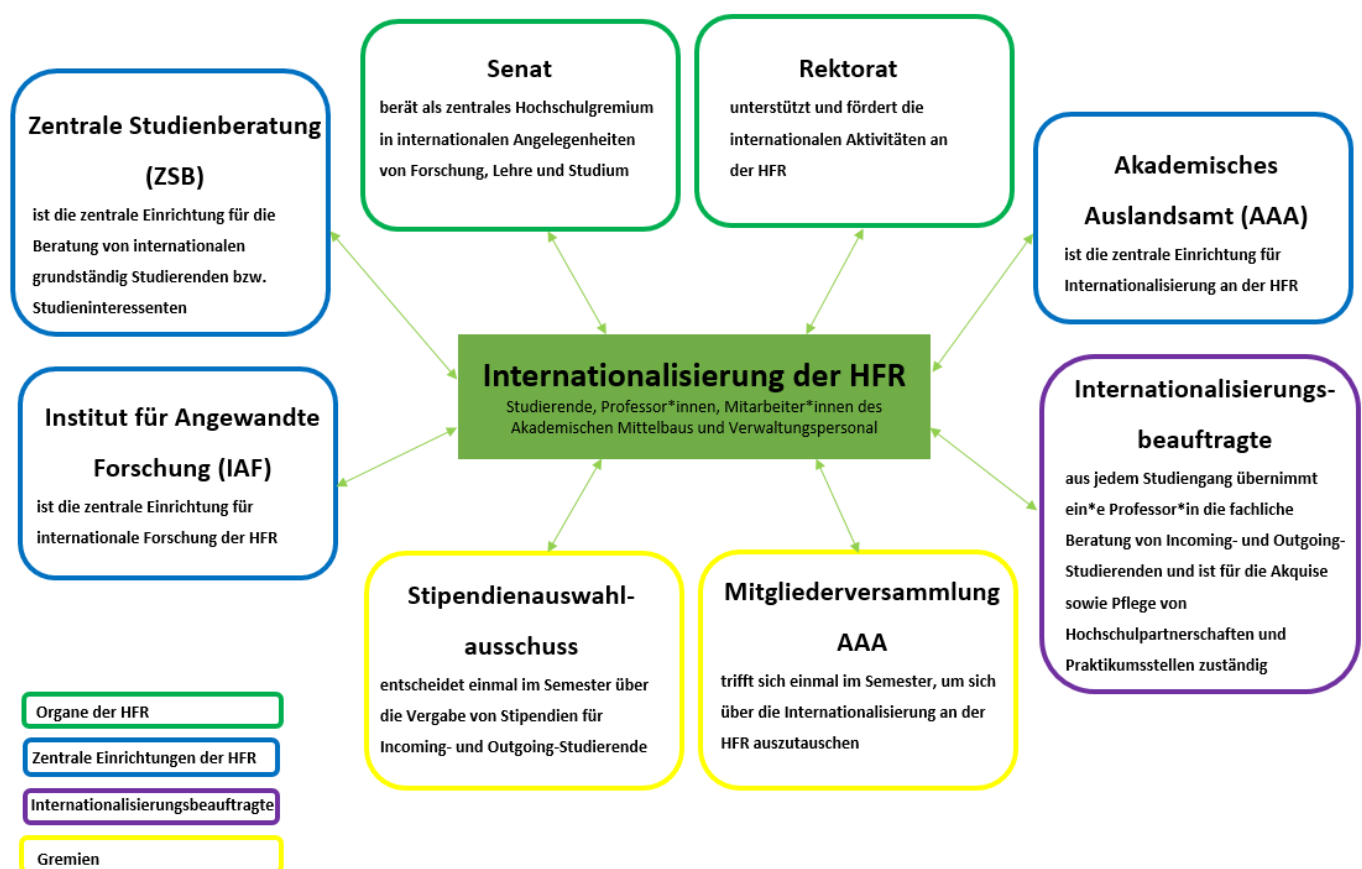 Senat
berät als zentrales Hochschulgremium
in internationalen Angelegenheiten
von Forschung, Lehre und Studium
Rektorat
unterstützt und fördert die
internationalen Aktivitäten an
der HFR
Zentrale Studienberatung
(ZSB)
ist die zentrale Einrichtung für die
Beratung von internationalen
grundständig Studierenden bzw.
Studieninteressenten
Akademisches
Auslandsamt (AAA)
ist die zentrale Einrichtung für
Internationalisierung an der HFR
Internationalisierung der HFR
Studierende, Professor*innen, Mitarbeiter*innen des
Akademischen Mittelbaus und Verwaltungspersonal
Institut für Angewandte
Forschung (IAF)
ist die zentrale Einrichtung für
internationale Forschung der HFR
Internationalisierungs-
beauftragte
aus jedem Studiengang übernimmt
ein*e Professor*in die fachliche
Beratung von Incoming- und Outgoing-
Studierenden und ist für die Akquise
sowie Pflege von
Hochschulpartnerschaften und
Praktikumsstellen zuständig
Stipendienauswahl-
ausschuss
entscheidet einmal im Semester über
die Vergabe von Stipendien für
Incoming- und Outgoing-Studierende
Mitgliederversammlung
AAA
trifft sich einmal im Semester, um sich
über die Internationalisierung an der
HFR auszutauschen
Organe der HFR
Zentrale Einrichtungen der HFR
Internationalisierungsbeauftragte
Gremien